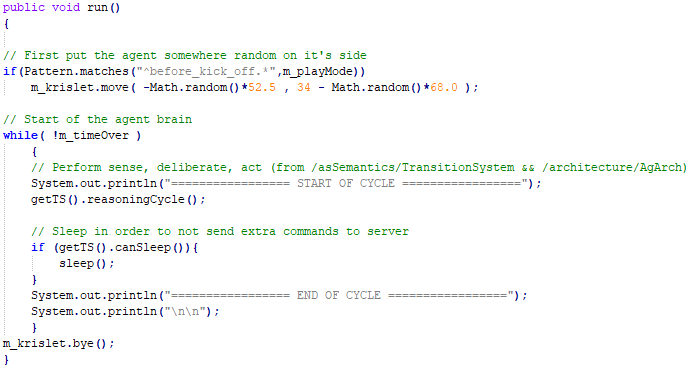 public void run()
{
// First put the agent somewhere random on it's side
if(Pattern.matches("^before_kick_off.*",m_playMode))
    m_krislet.move( -Math.random()*52.5 , 34 - Math.random()*68.0 );

// Start of the agent brain
while( !m_timeOver )
    {
    // Perform sense, deliberate, act (from /asSemantics/TransitionSystem && /architecture/AgArch)
    System.out.println("================= START OF CYCLE =================");
    getTS().reasoningCycle();

    // Sleep in order to not send extra commands to server
    if (getTS().canSleep()){
        sleep();
    }
    System.out.println("================= END OF CYCLE =================");
    System.out.println("\n\n");
    }
m_krislet.bye();
}